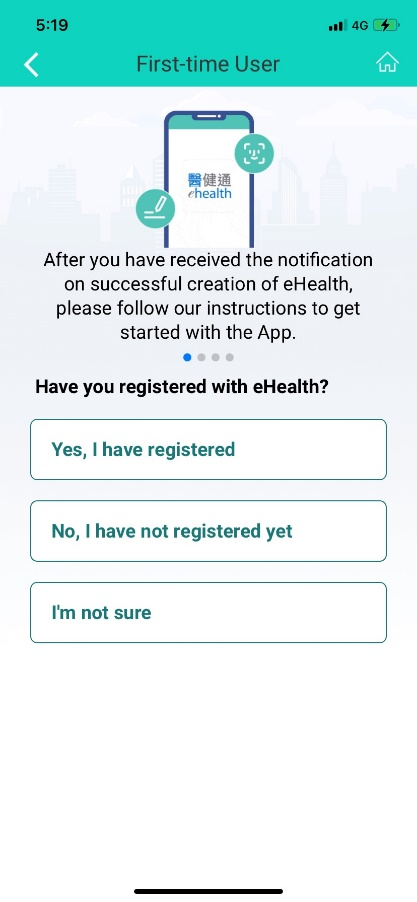 5:19
4G
First-time User
醫健通
ehealth
After you have received the notification
on successful creation of eHealth,
please follow our instructions to get
started with the App.
Have you registered with eHealth?
Yes, I have registered
No, I have not registered yet
I'm not sure